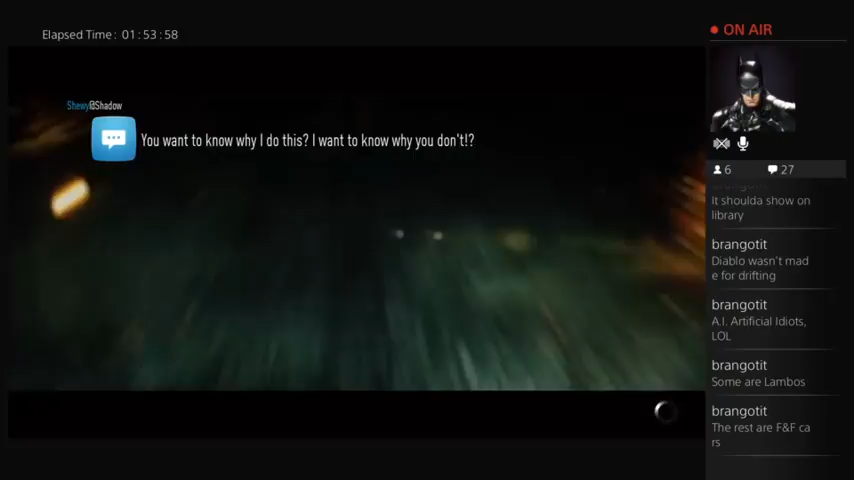 Elapsed Time : 01:53:58
ON AIR
Shewy@Shadow
You want to know why I do this? I want to know why you don't!?
6 27
It shoulda show on
library
brangotit
Diablo wasn't mad
e for drifting
brangotit
A.I. Artificial Idiots,
LOL
brangotit
Some are Lambos
brangotit
The rest are F&F ca
rs